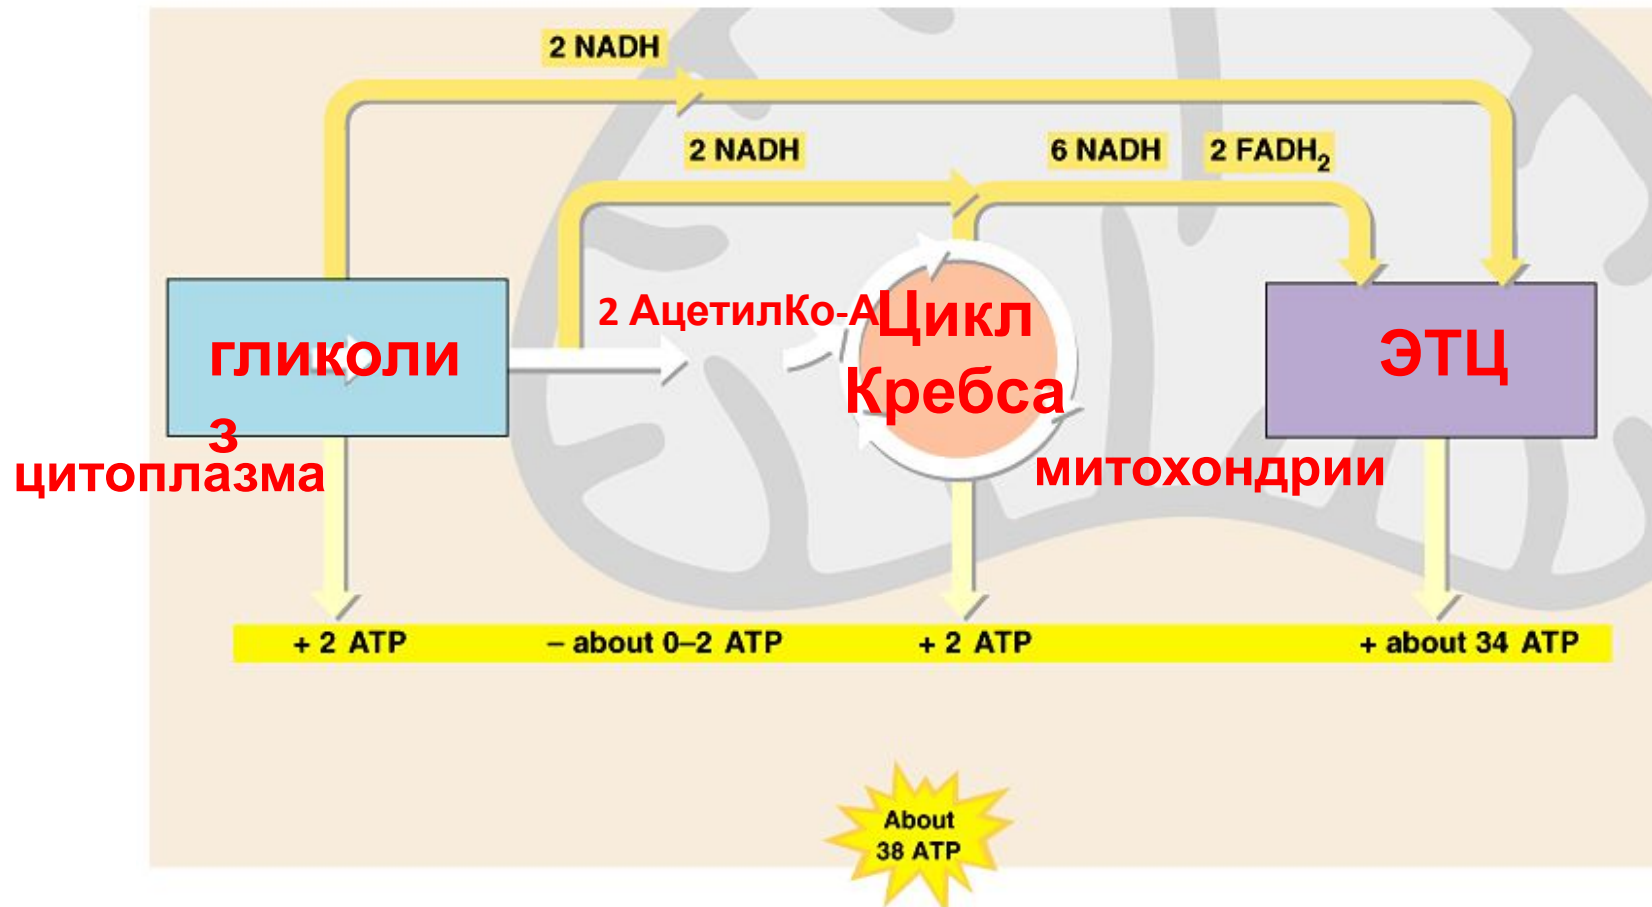 2 NADH
2 NADH
6 NADH
2 FADH₂
гликоли
з
цитоплазма
2 АцетилКо-А
Цикл
Кребса
ЭТЦ
митохондрии
+ 2 ATP
– about 0–2 ATP
+ 2 ATP
+ about 34 ATP
About
38 ATP